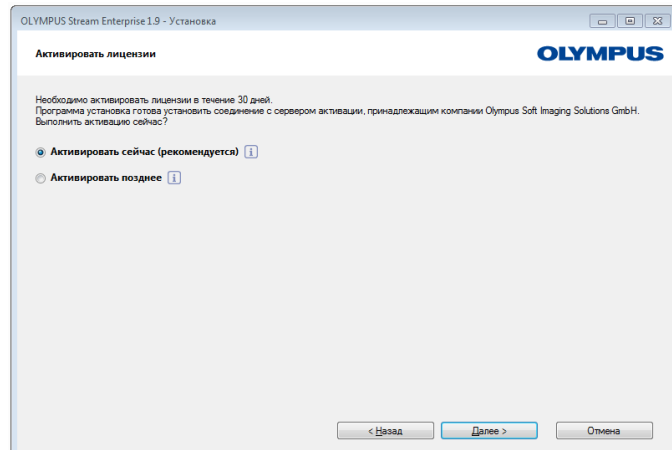 OLYMPUS Stream Enterprise 1.9 - Установка
Активировать лицензии
OLYMPUS
Необходимо активировать лицензии в течение 30 дней.
Программа установка готова установить соединение с сервером активации, принадлежащим компании Olympus Soft Imaging Solutions GmbH.
Выполнить активацию сейчас?
Активировать сейчас (рекомендуется) i
Активировать позднее i
< Назад Далее > Отмена